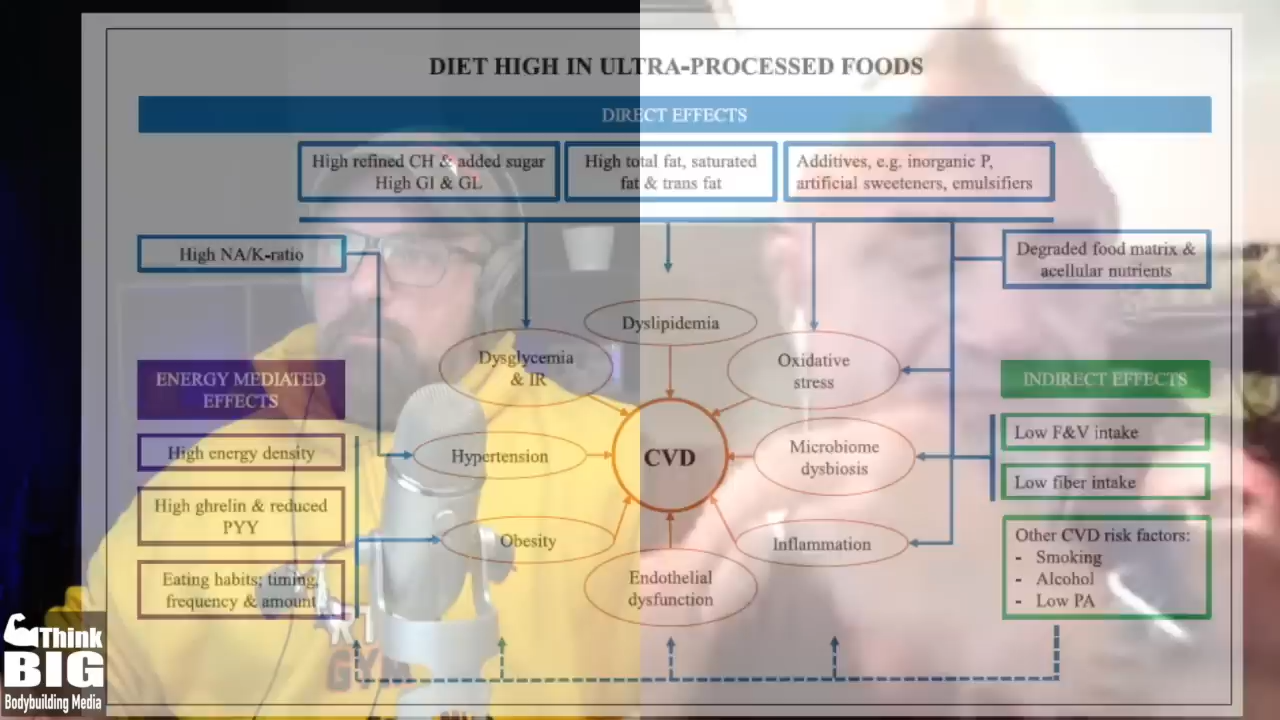 DIET HIGH IN ULTRA-PROCESSED FOODS
DIRECT EFFECTS
High refined CH & added sugar
High GI & GL
High total fat, saturated
fat & trans fat
Additives, e.g. inorganic P,
artificial sweeteners, emulsifiers
High NA/K-ratio
Degraded food matrix &
acellular nutrients
Dyslipidemia
Dysglycemia
& IR
Oxidative
stress
ENERGY MEDIATED
EFFECTS
INDIRECT EFFECTS
High energy density
Hypertension
CVD
Microbiome
dysbiosis
Low F&V intake
Low fiber intake
High ghrelin & reduced
PYY
Obesity
Inflammation
Other CVD risk factors:
- Smoking
- Alcohol
- Low PA
Eating habits; timing,
frequency & amount
Endothelial
dysfunction
Think
BIG
Bodybuilding Media